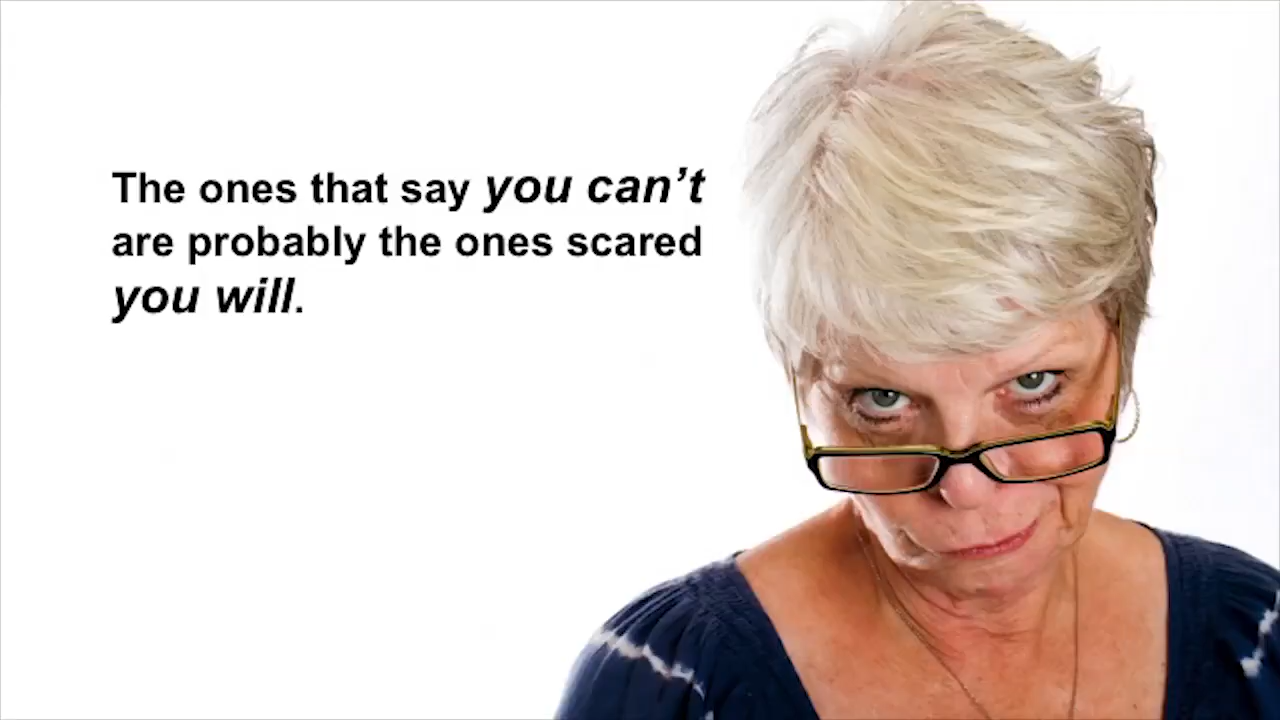 The ones that say you can’t
are probably the ones scared
you will.